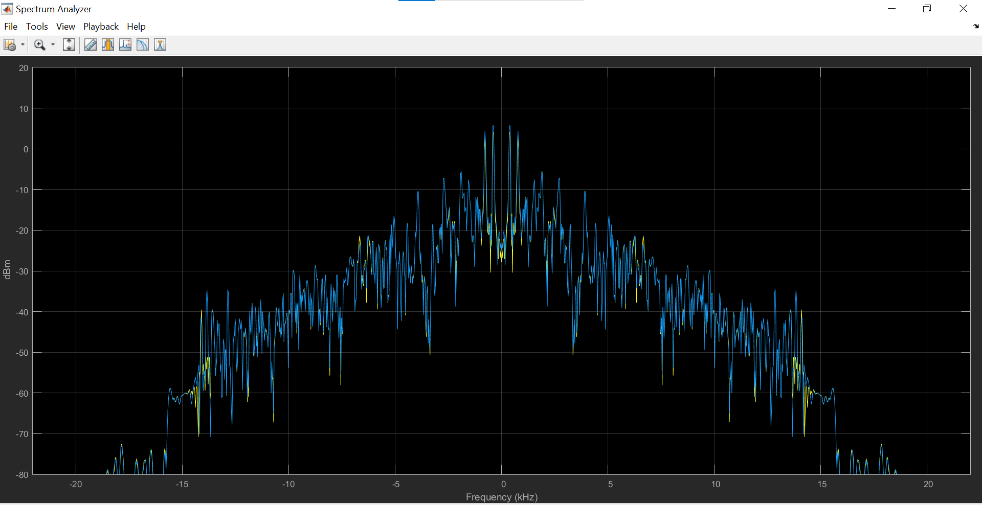 Spectrum Analyzer
File Tools View Playback Help
20
10
0
-10
-20
-30
-40
-50
-60
-70
-80
dBm
-20 -15 -10 -5 0 5 10 15 20
Frequency (kHz)